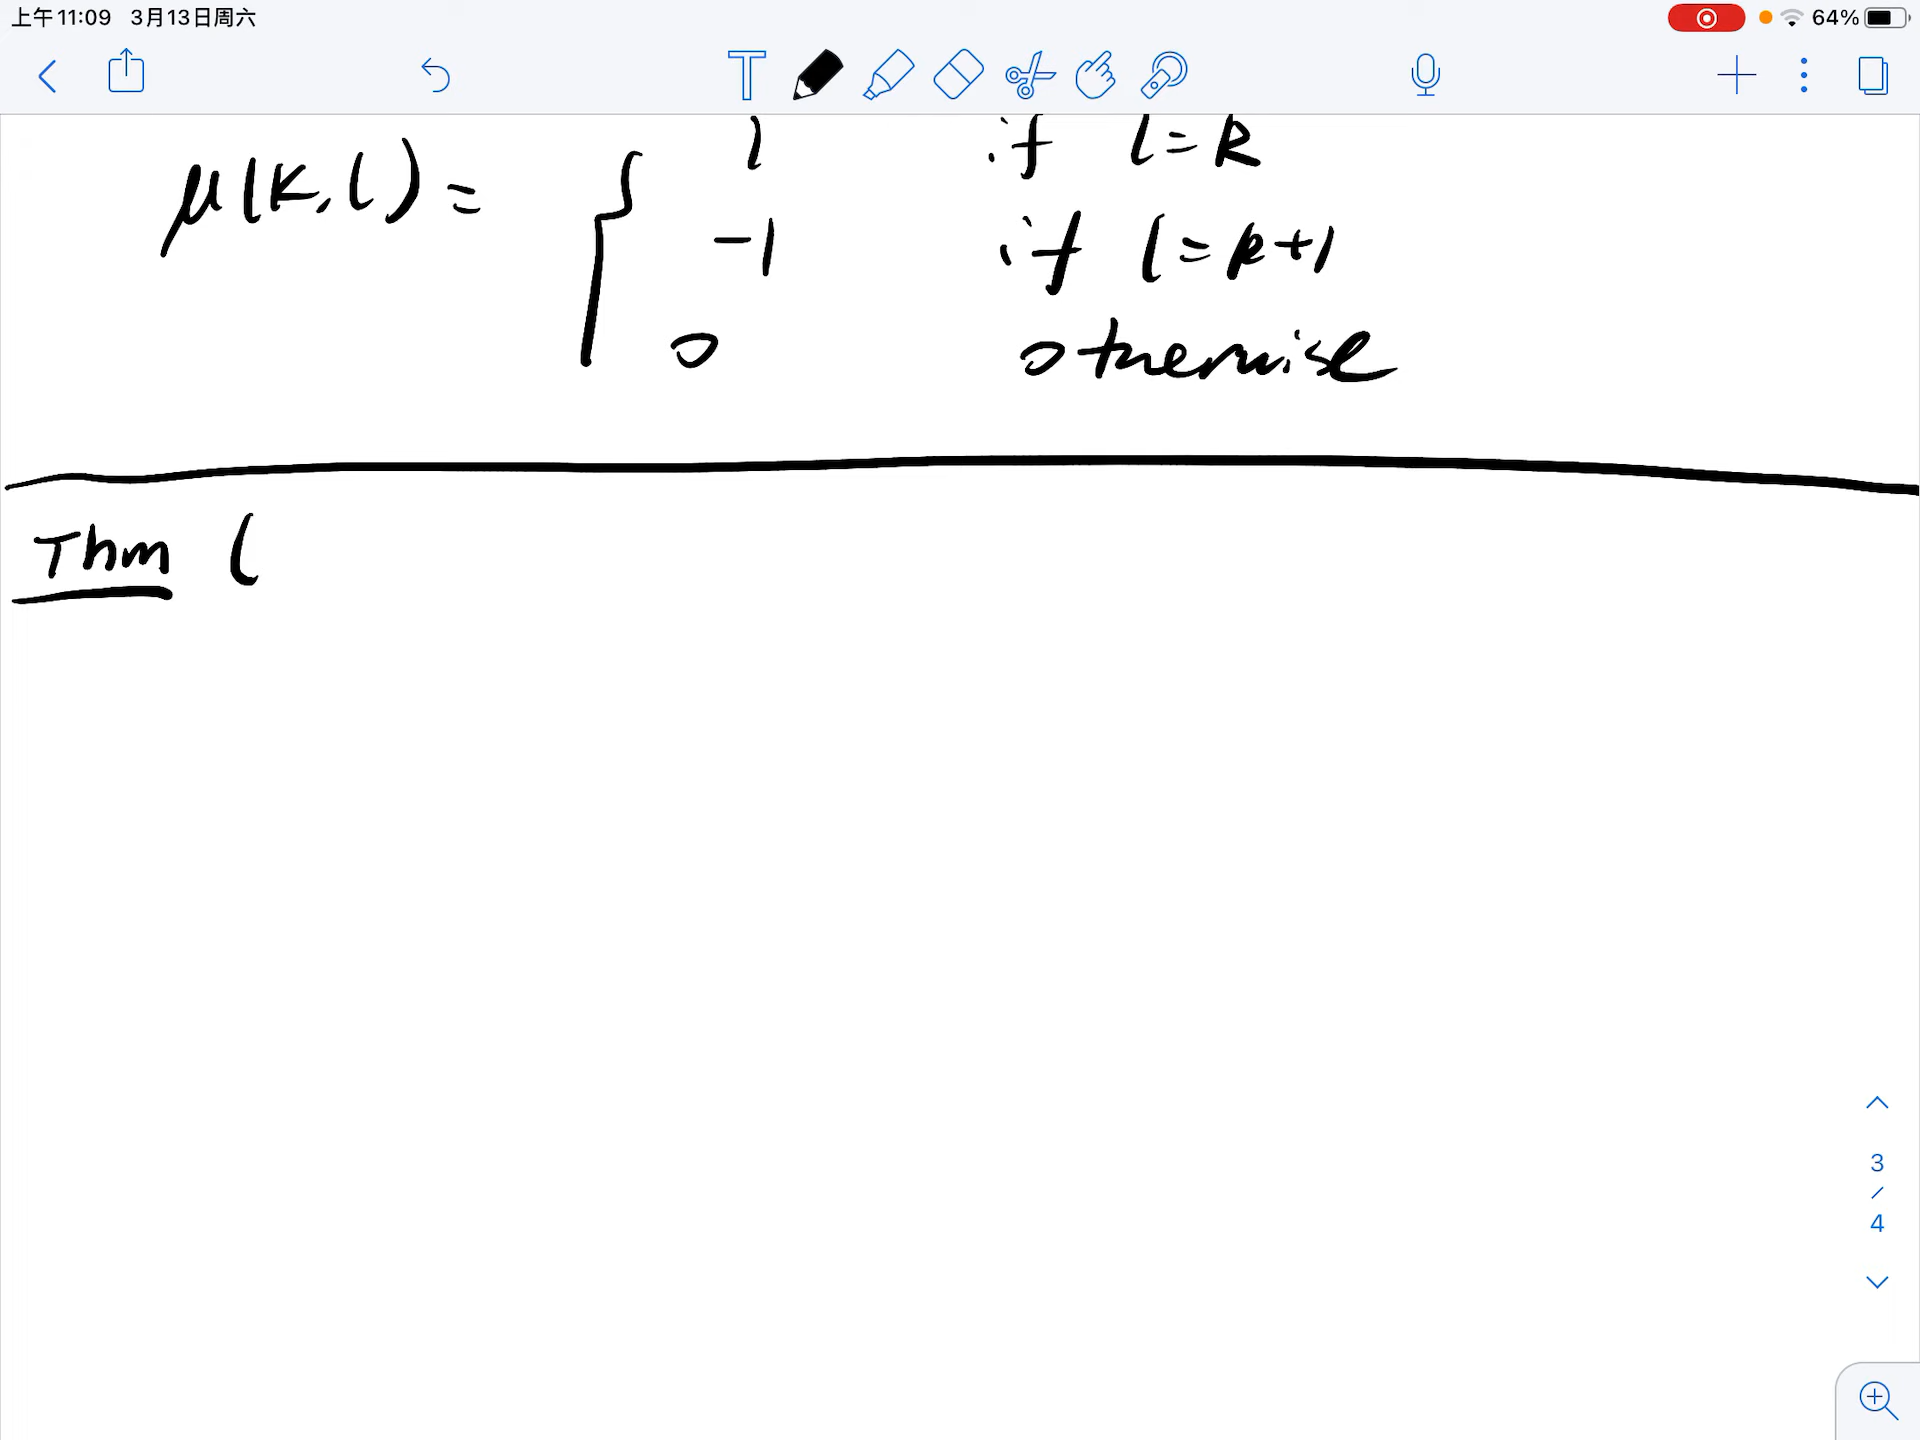 上午11:09 3月13日周六 64%
T
μ(k,l) = { 1 if l=k
-1 if l=k+1
0 otherwise
Thm (
3
/
4